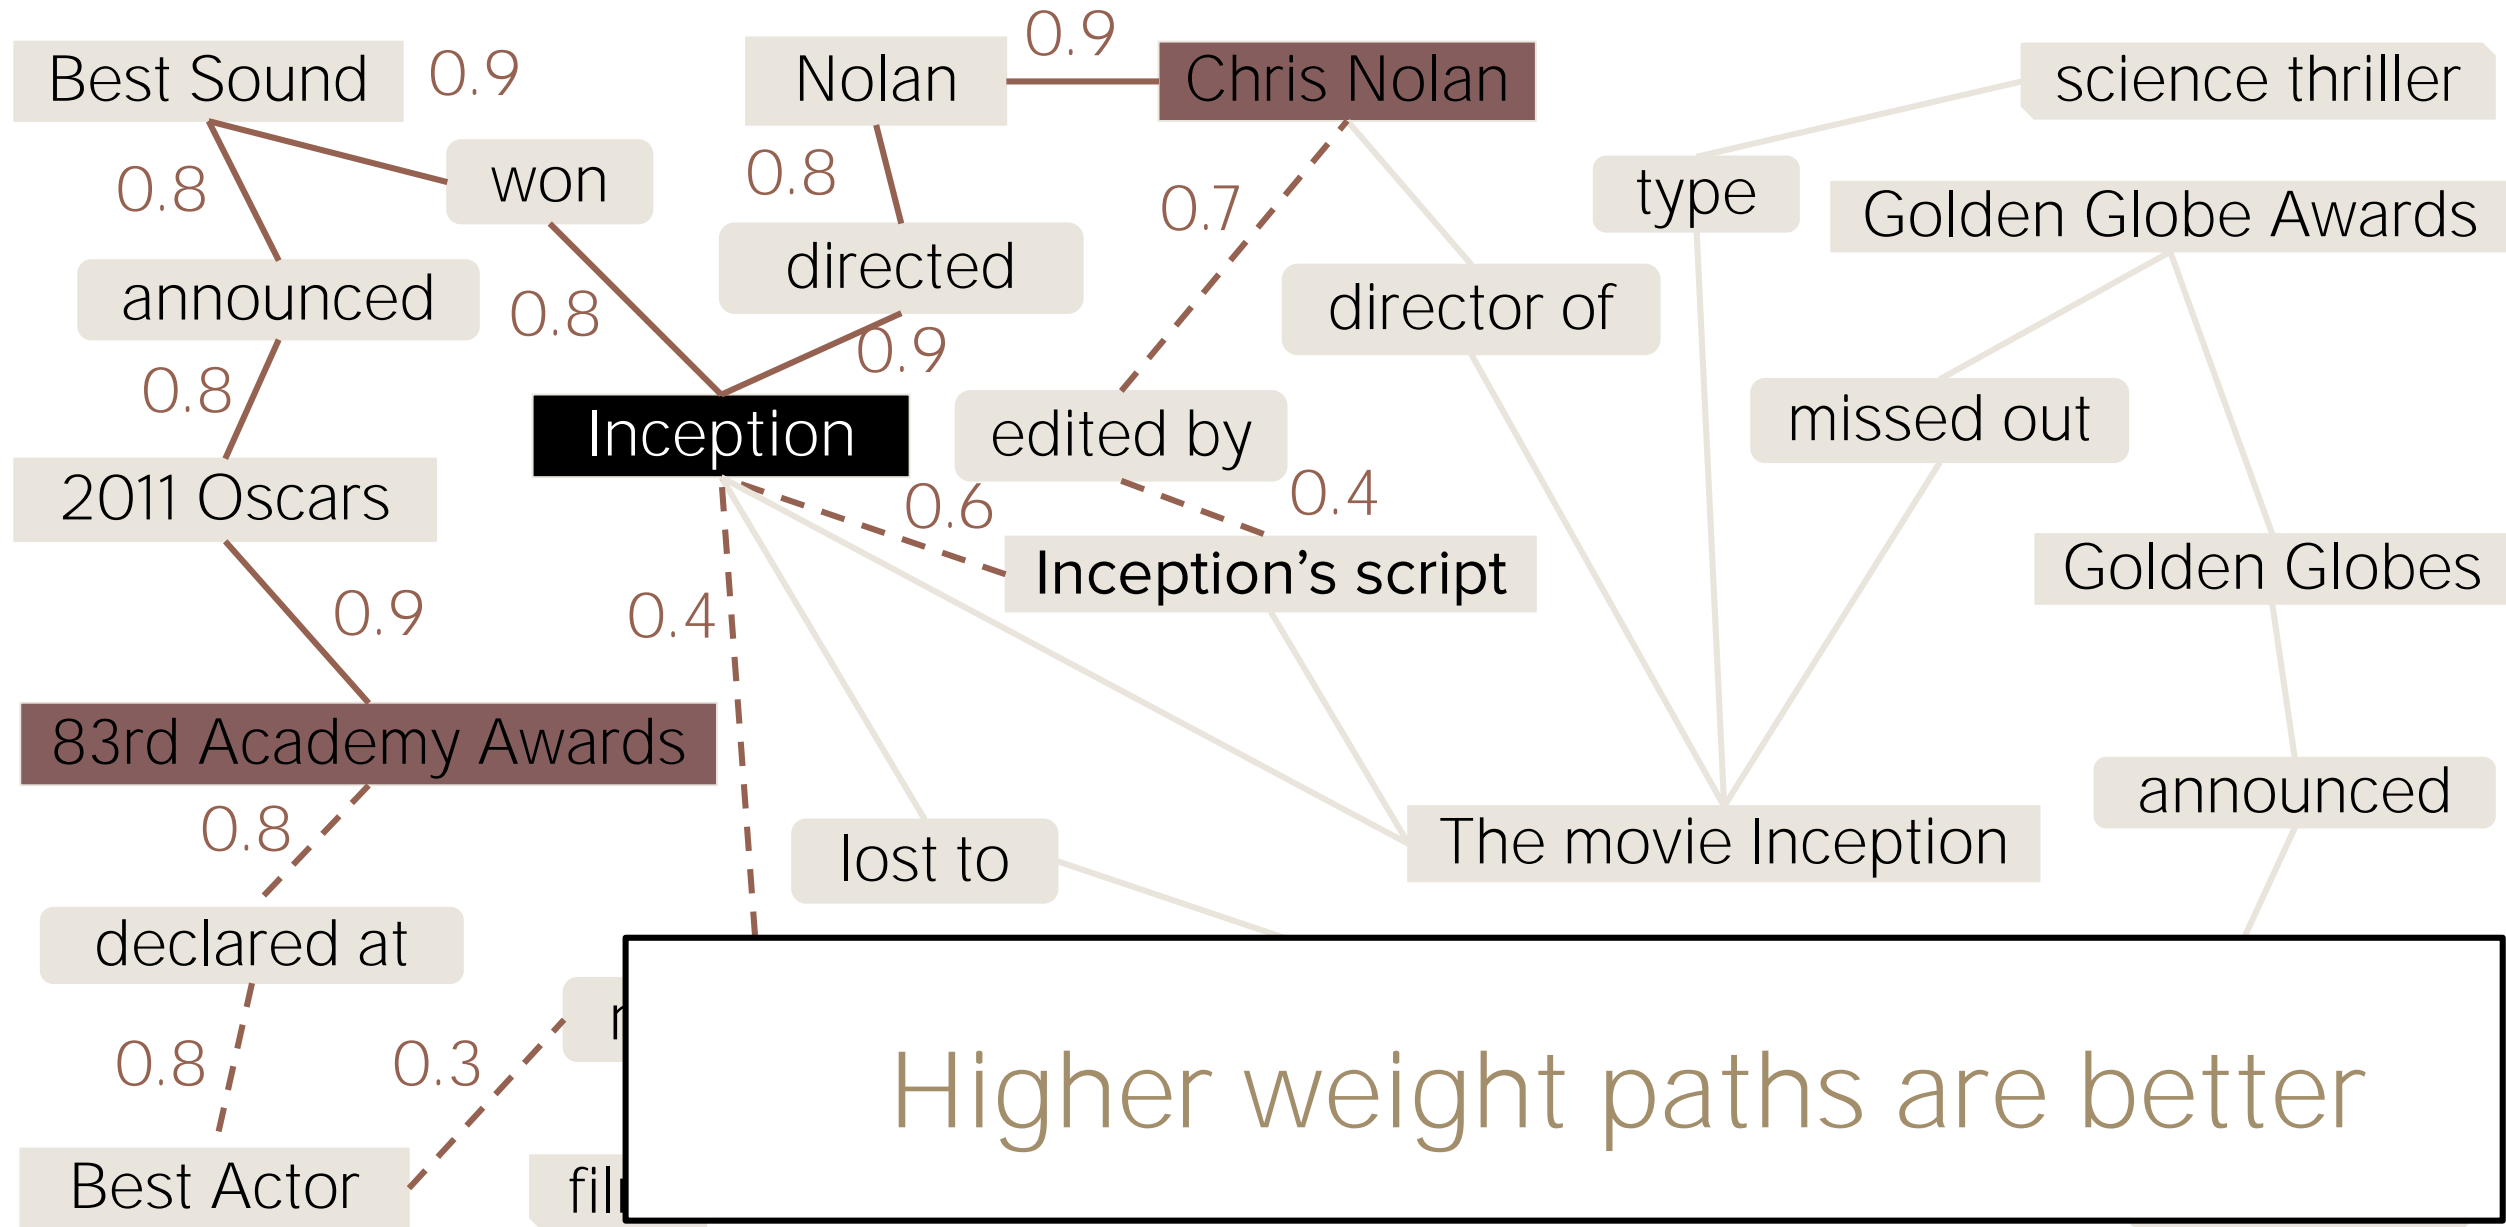 0.9
Best Sound
0.9
Nolan
Chris Nolan
science thriller
won
0.8
0.8
0.7
type
Golden Globe Awards
announced
directed
0.8
director of
0.9
0.8
Inception
edited by
missed out
2011 Oscars
0.6
0.4
Inception's script
Golden Globes
0.9
0.4
83rd Academy Awards
announced
0.8
lost to
The movie Inception
declared at
0.8
0.3
Higher weight paths are better
Best Actor